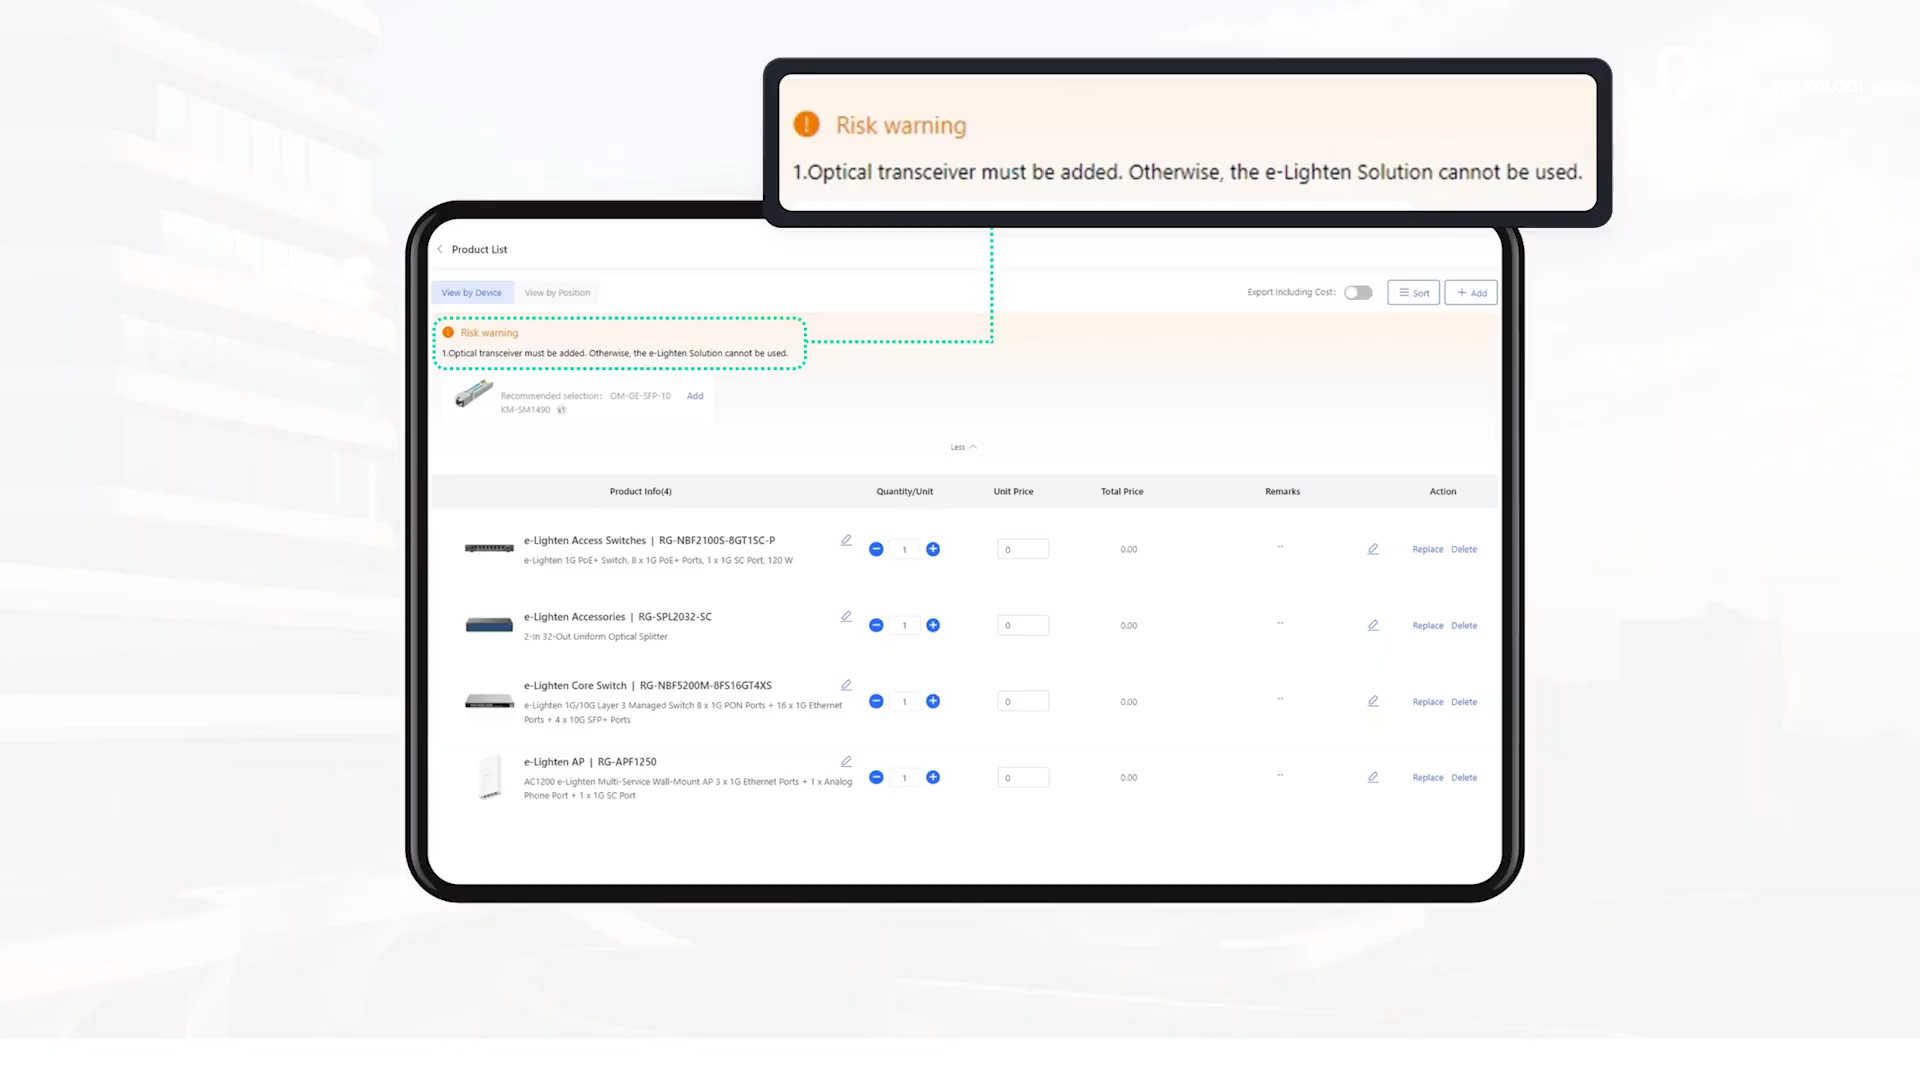 Risk warning
1.Optical transceiver must be added. Otherwise, the e-Lighten Solution cannot be used.
TEKNOLOGI
Product List
View by Device View by Position
Export Including Cost: Sort + Add
Risk warning
1.Optical transceiver must be added. Otherwise, the e-Lighten Solution cannot be used.
Recommended selection: OM-GE-SFP-10 Add
KM-SM1490 x1
Less
Product Info(4) Quantity/Unit Unit Price Total Price Remarks Action
e-Lighten Access Switches | RG-NBF2100S-8GT1SC-P
e-Lighten 1G PoE+ Switch, 8 x 1G PoE+ Ports, 1 x 1G SC Port, 120 W
1 0 0.00 -- Replace Delete
e-Lighten Accessories | RG-SPL2032-SC
2-In 32-Out Uniform Optical Splitter
1 0 0.00 -- Replace Delete
e-Lighten Core Switch | RG-NBF5200M-8FS16GT4XS
e-Lighten 1G/10G Layer 3 Managed Switch 8 x 1G PON Ports + 16 x 1G Ethernet
Ports + 4 x 10G SFP+ Ports
1 0 0.00 -- Replace Delete
e-Lighten AP | RG-APF1250
AC1200 e-Lighten Multi-Service Wall-Mount AP 3 x 1G Ethernet Ports + 1 x Analog
Phone Port + 1 x 1G SC Port
1 0 0.00 -- Replace Delete